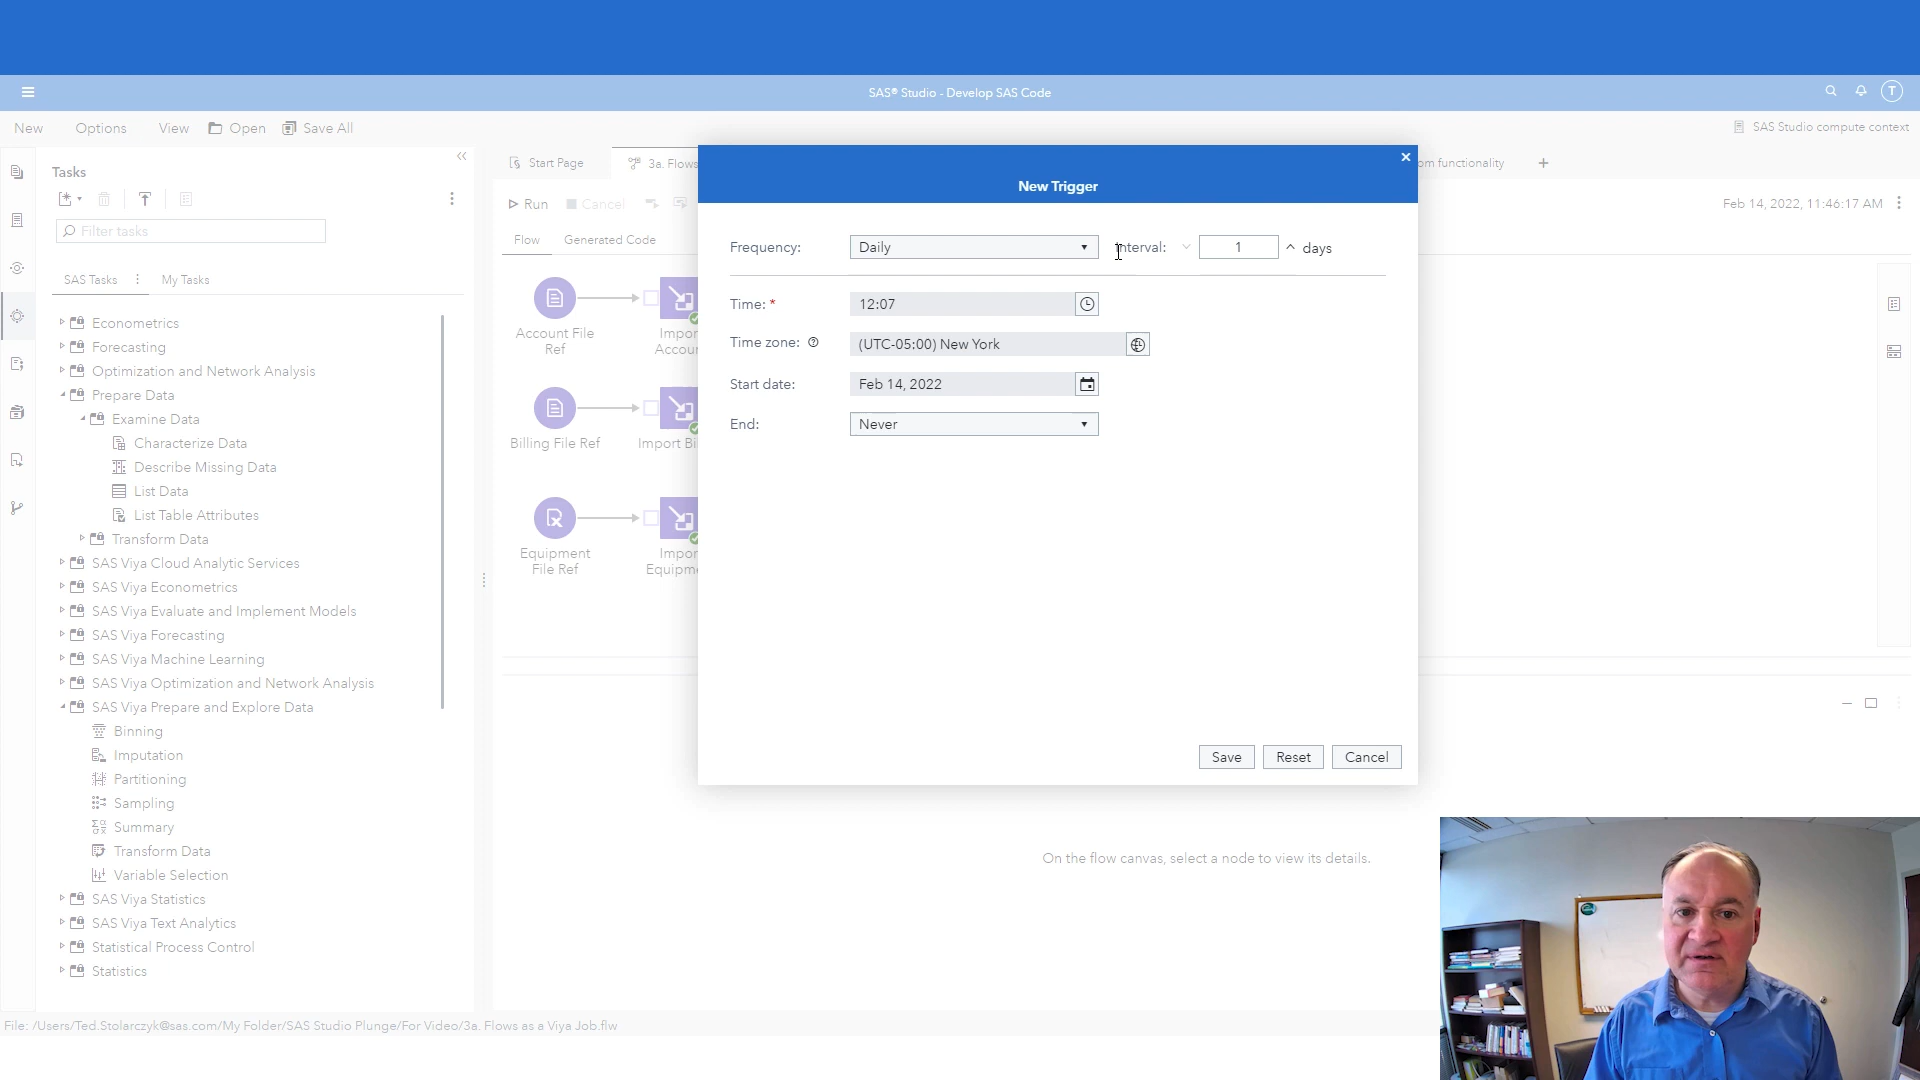 SAS® Studio - Develop SAS Code
T
New
Options
View
Open
Save All
SAS Studio compute context
Tasks
Filter tasks
SAS Tasks
My Tasks
Econometrics
Forecasting
Optimization and Network Analysis
Prepare Data
Examine Data
Characterize Data
Describe Missing Data
List Data
List Table Attributes
Transform Data
SAS Viya Cloud Analytic Services
SAS Viya Econometrics
SAS Viya Evaluate and Implement Models
SAS Viya Forecasting
SAS Viya Machine Learning
SAS Viya Optimization and Network Analysis
SAS Viya Prepare and Explore Data
Binning
Imputation
Partitioning
Sampling
Summary
Transform Data
Variable Selection
SAS Viya Statistics
SAS Viya Text Analytics
Statistical Process Control
Statistics
Start Page
3a. Flows
om functionality
Run
Cancel
Feb 14, 2022, 11:46:17 AM
Flow
Generated Code
Account File
Ref
Impor
Accou
Billing File Ref
Import Bi
Equipment
File Ref
Impor
Equipme
New Trigger
Frequency:
Daily
Interval:
1
days
Time: *
12:07
Time zone:
(UTC-05:00) New York
Start date:
Feb 14, 2022
End:
Never
Save
Reset
Cancel
On the flow canvas, select a node to view its details.
File: /Users/Ted.Stolarczyk@sas.com/My Folder/SAS Studio Plunge/For Video/3a. Flows as a Viya Job.flw